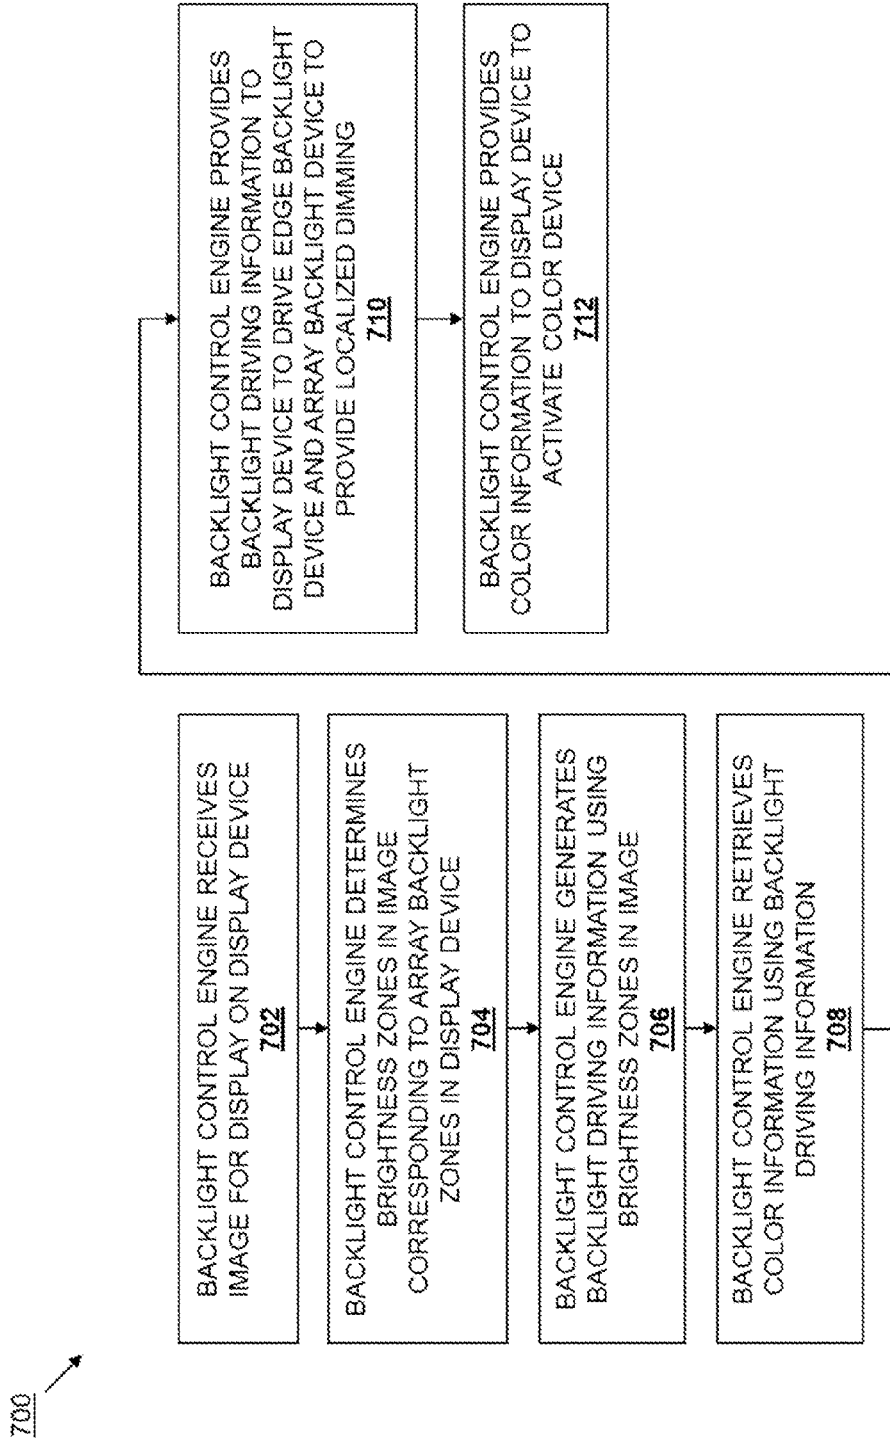 700
BACKLIGHT CONTROL ENGINE RECEIVES
IMAGE FOR DISPLAY ON DISPLAY DEVICE
702
BACKLIGHT CONTROL ENGINE DETERMINES
BRIGHTNESS ZONES IN IMAGE
CORRESPONDING TO ARRAY BACKLIGHT
ZONES IN DISPLAY DEVICE
704
BACKLIGHT CONTROL ENGINE GENERATES
BACKLIGHT DRIVING INFORMATION USING
BRIGHTNESS ZONES IN IMAGE
706
BACKLIGHT CONTROL ENGINE RETRIEVES
COLOR INFORMATION USING BACKLIGHT
DRIVING INFORMATION
708
BACKLIGHT CONTROL ENGINE PROVIDES
BACKLIGHT DRIVING INFORMATION TO
DISPLAY DEVICE TO DRIVE EDGE BACKLIGHT
DEVICE AND ARRAY BACKLIGHT DEVICE TO
PROVIDE LOCALIZED DIMMING
710
BACKLIGHT CONTROL ENGINE PROVIDES
COLOR INFORMATION TO DISPLAY DEVICE TO
ACTIVATE COLOR DEVICE
712